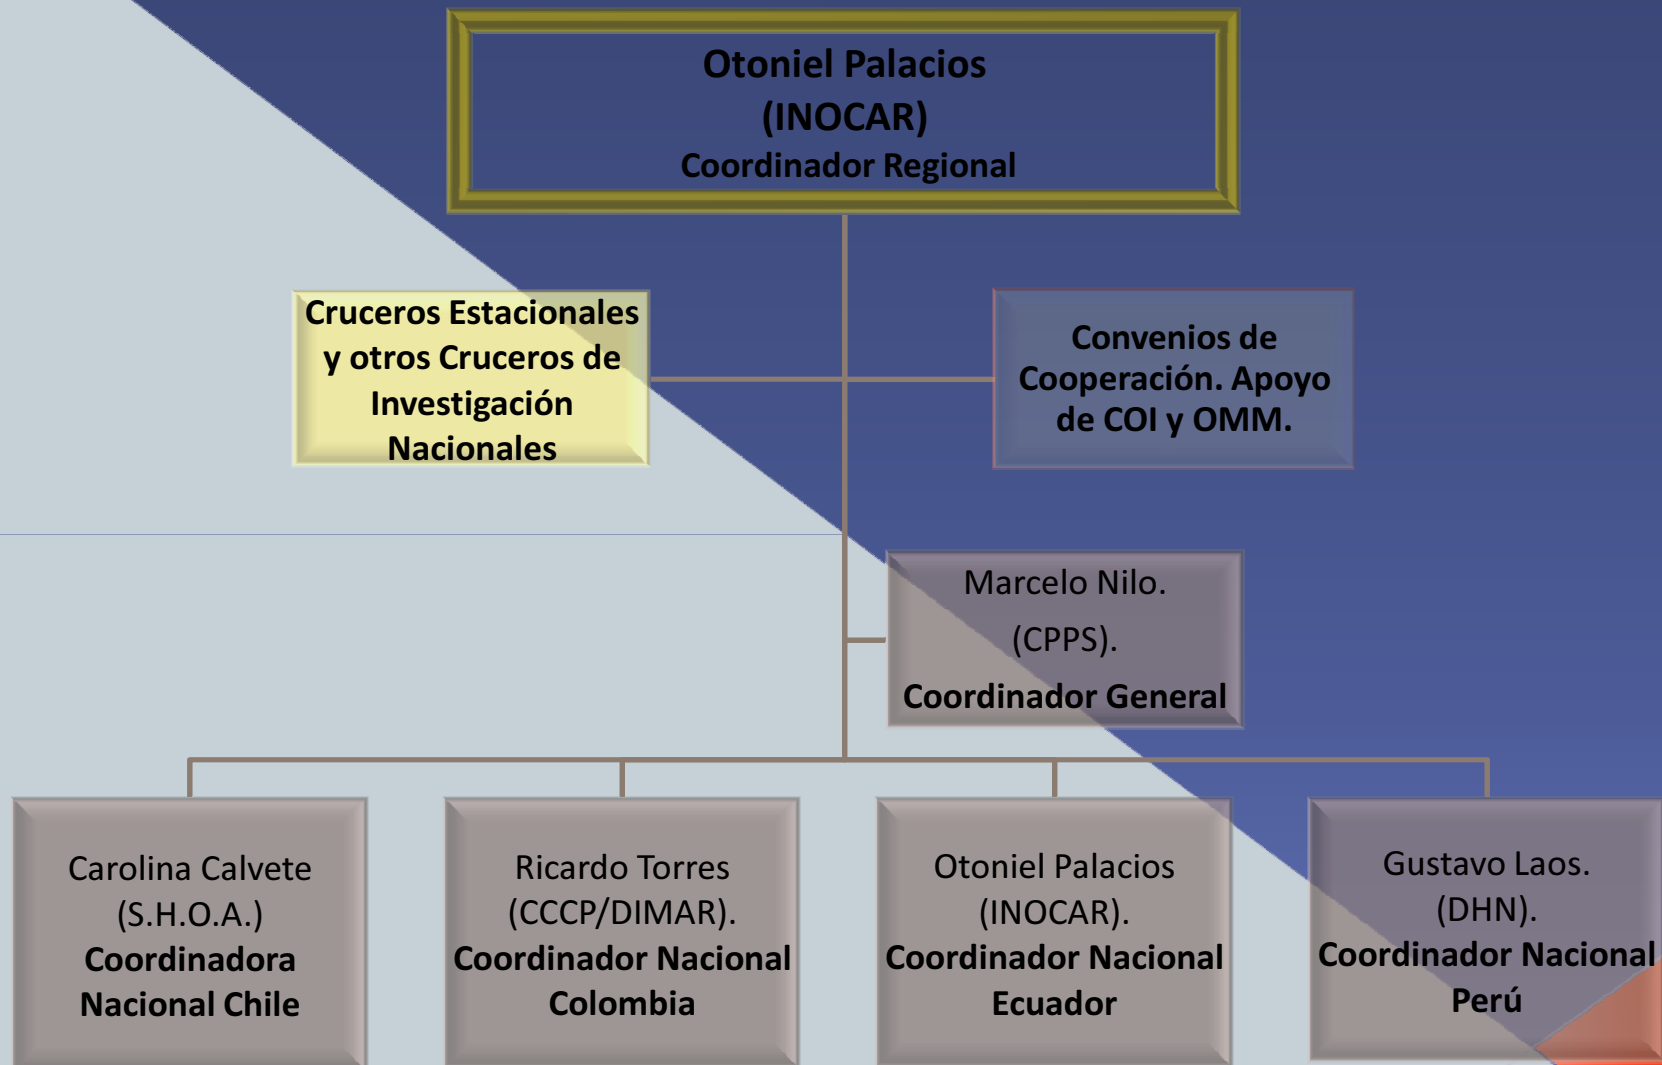 Otoniel Palacios
(INOCAR)
Coordinador Regional
Cruceros Estacionales
y otros Cruceros de
Investigación
Nacionales
Convenios de
Cooperación. Apoyo
de COI y OMM.
Marcelo Nilo.
(CPPS).
Coordinador General
Carolina Calvete
(S.H.O.A.)
Coordinadora
Nacional Chile
Ricardo Torres
(CCCP/DIMAR).
Coordinador Nacional
Colombia
Otoniel Palacios
(INOCAR).
Coordinador Nacional
Ecuador
Gustavo Laos.
(DHN).
Coordinador Nacional
Perú